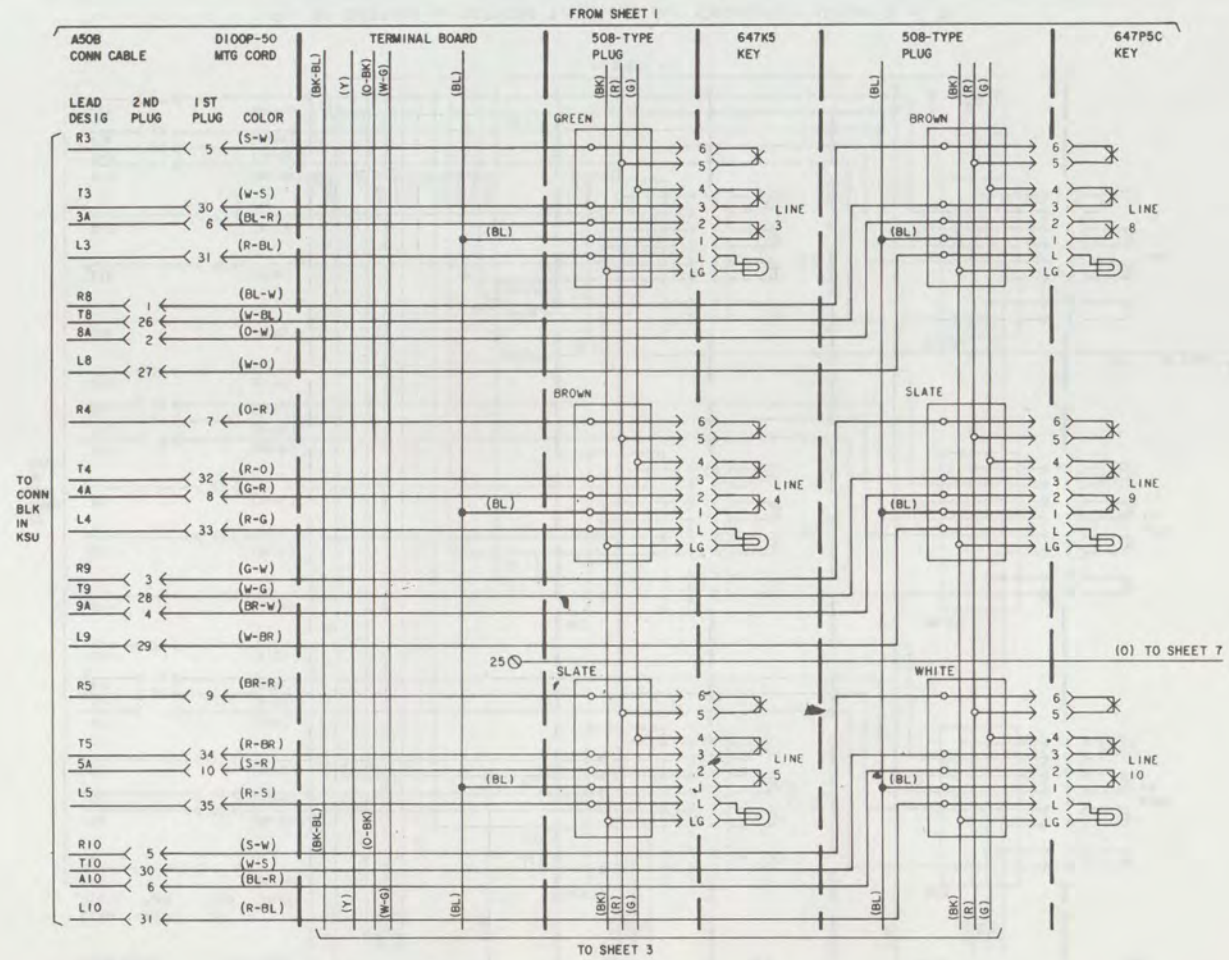 FROM SHEET 1
A50B CONN CABLE
D100P-50 MTG CORD
TERMINAL BOARD
508-TYPE PLUG
647K5 KEY
508-TYPE PLUG
647P5C KEY
(BK-BL) (Y) (O-BK) (W-G) (BL) (BK) (R) (G) (BL) (BK) (R) (G)
LEAD DESIG
2 ND PLUG
1 ST PLUG
COLOR
GREEN
BROWN
R3 5 (S-W) 6 6
5 5
4 4
T3 30 (W-S) 3 3
3A 6 (BL-R) 2 2
LINE 3
LINE 8
(BL) 1 (BL) 1
L3 31 (R-BL) L L
LG LG
R8 1 (BL-W)
T8 26 (W-BL)
8A 2 (O-W)
L8 27 (W-O)
BROWN
SLATE
R4 7 (O-R) 6 6
5 5
4 4
T4 32 (R-O) 3 3
4A 8 (G-R) 2 2
LINE 4
LINE 9
(BL) 1 (BL) 1
L4 33 (R-G) L L
LG LG
TO CONN BLK IN KSU
R9 3 (G-W)
T9 28 (W-G)
9A 4 (BR-W)
L9 29 (W-BR)
25
(O) TO SHEET 7
SLATE
WHITE
R5 9 (BR-R) 6 6
5 5
4 4
T5 34 (R-BR) 3 3
5A 10 (S-R) 2 2
LINE 5
LINE 10
(BL) 1 (BL) 1
L5 35 (R-S) L L
LG LG
R10 5 (S-W)
T10 30 (W-S)
A10 6 (BL-R)
L10 31 (R-BL)
(BK-BL) (Y) (O-BK) (W-G) (BL) (BK) (R) (G) (BL) (BK) (R) (G)
TO SHEET 3